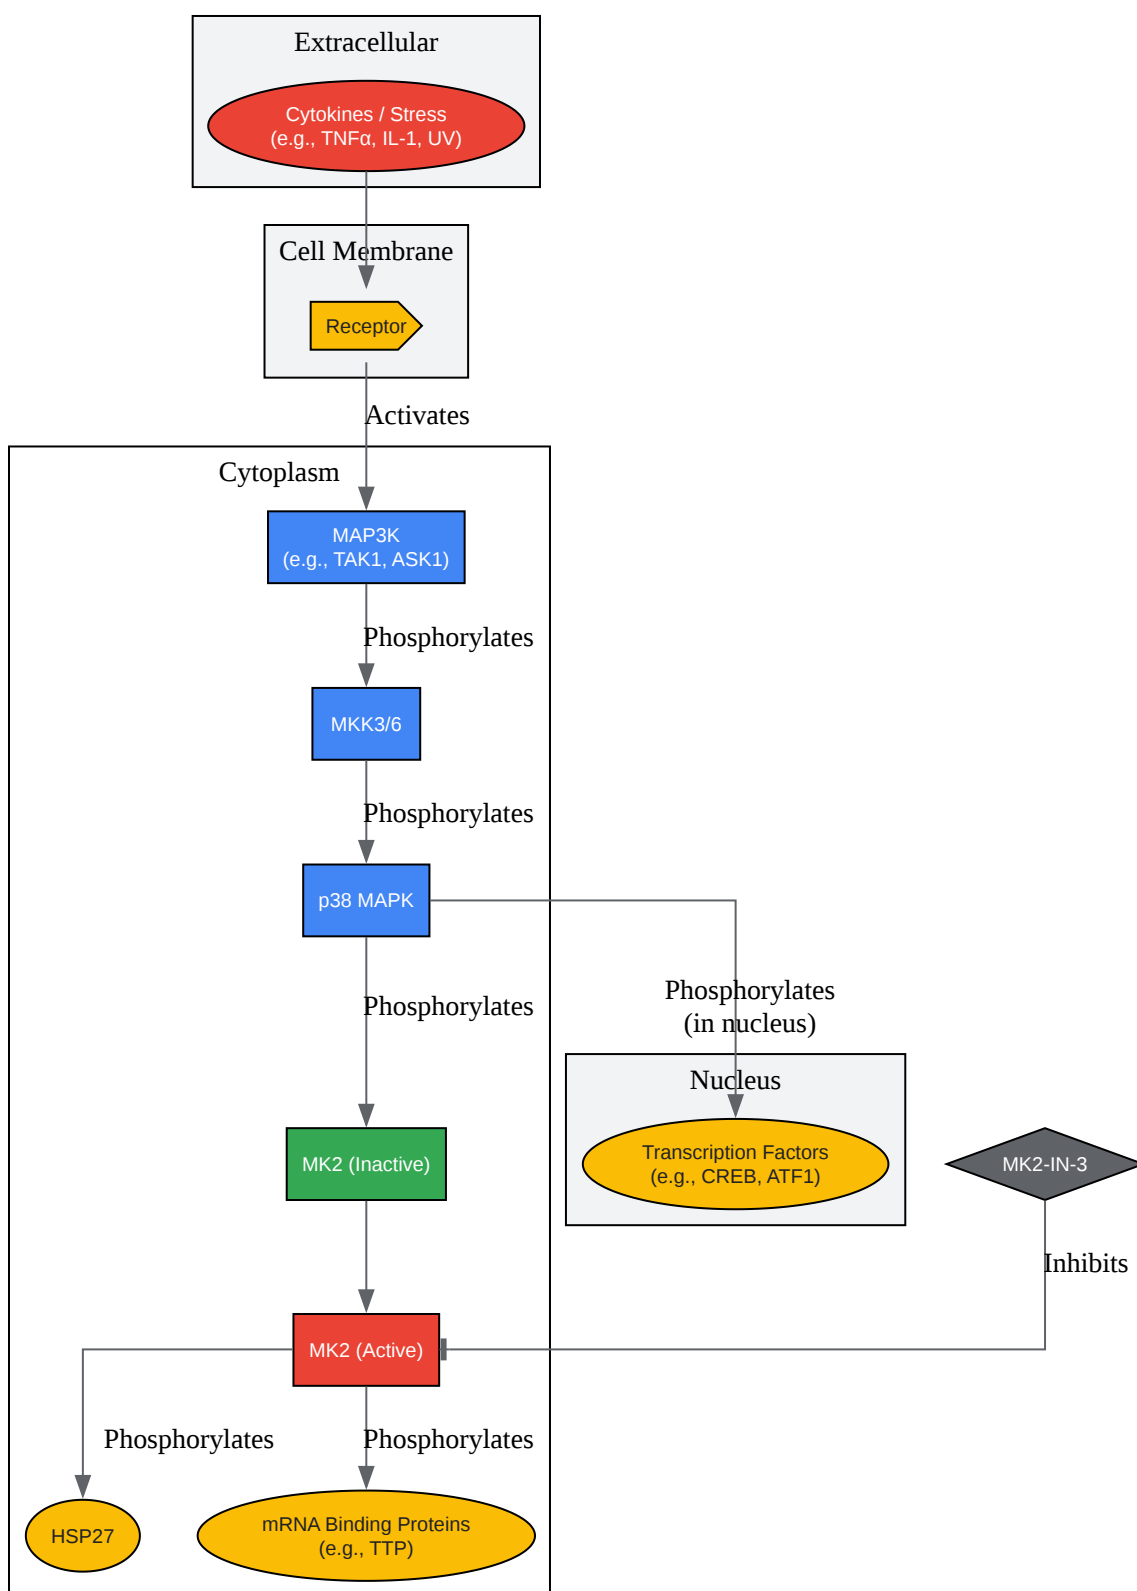 Extracellular
Cytokines / Stress
(e.g., TNFα, IL-1, UV)
Cell Membrane
Receptor
Activates
Cytoplasm
MAP3K
(e.g., TAK1, ASK1)
Phosphorylates
MKK3/6
Phosphorylates
p38 MAPK
Phosphorylates
Phosphorylates
(in nucleus)
Nucleus
Transcription Factors
(e.g., CREB, ATF1)
MK2 (Inactive)
MK2-IN-3
Inhibits
MK2 (Active)
Phosphorylates
Phosphorylates
HSP27
mRNA Binding Proteins
(e.g., TTP)